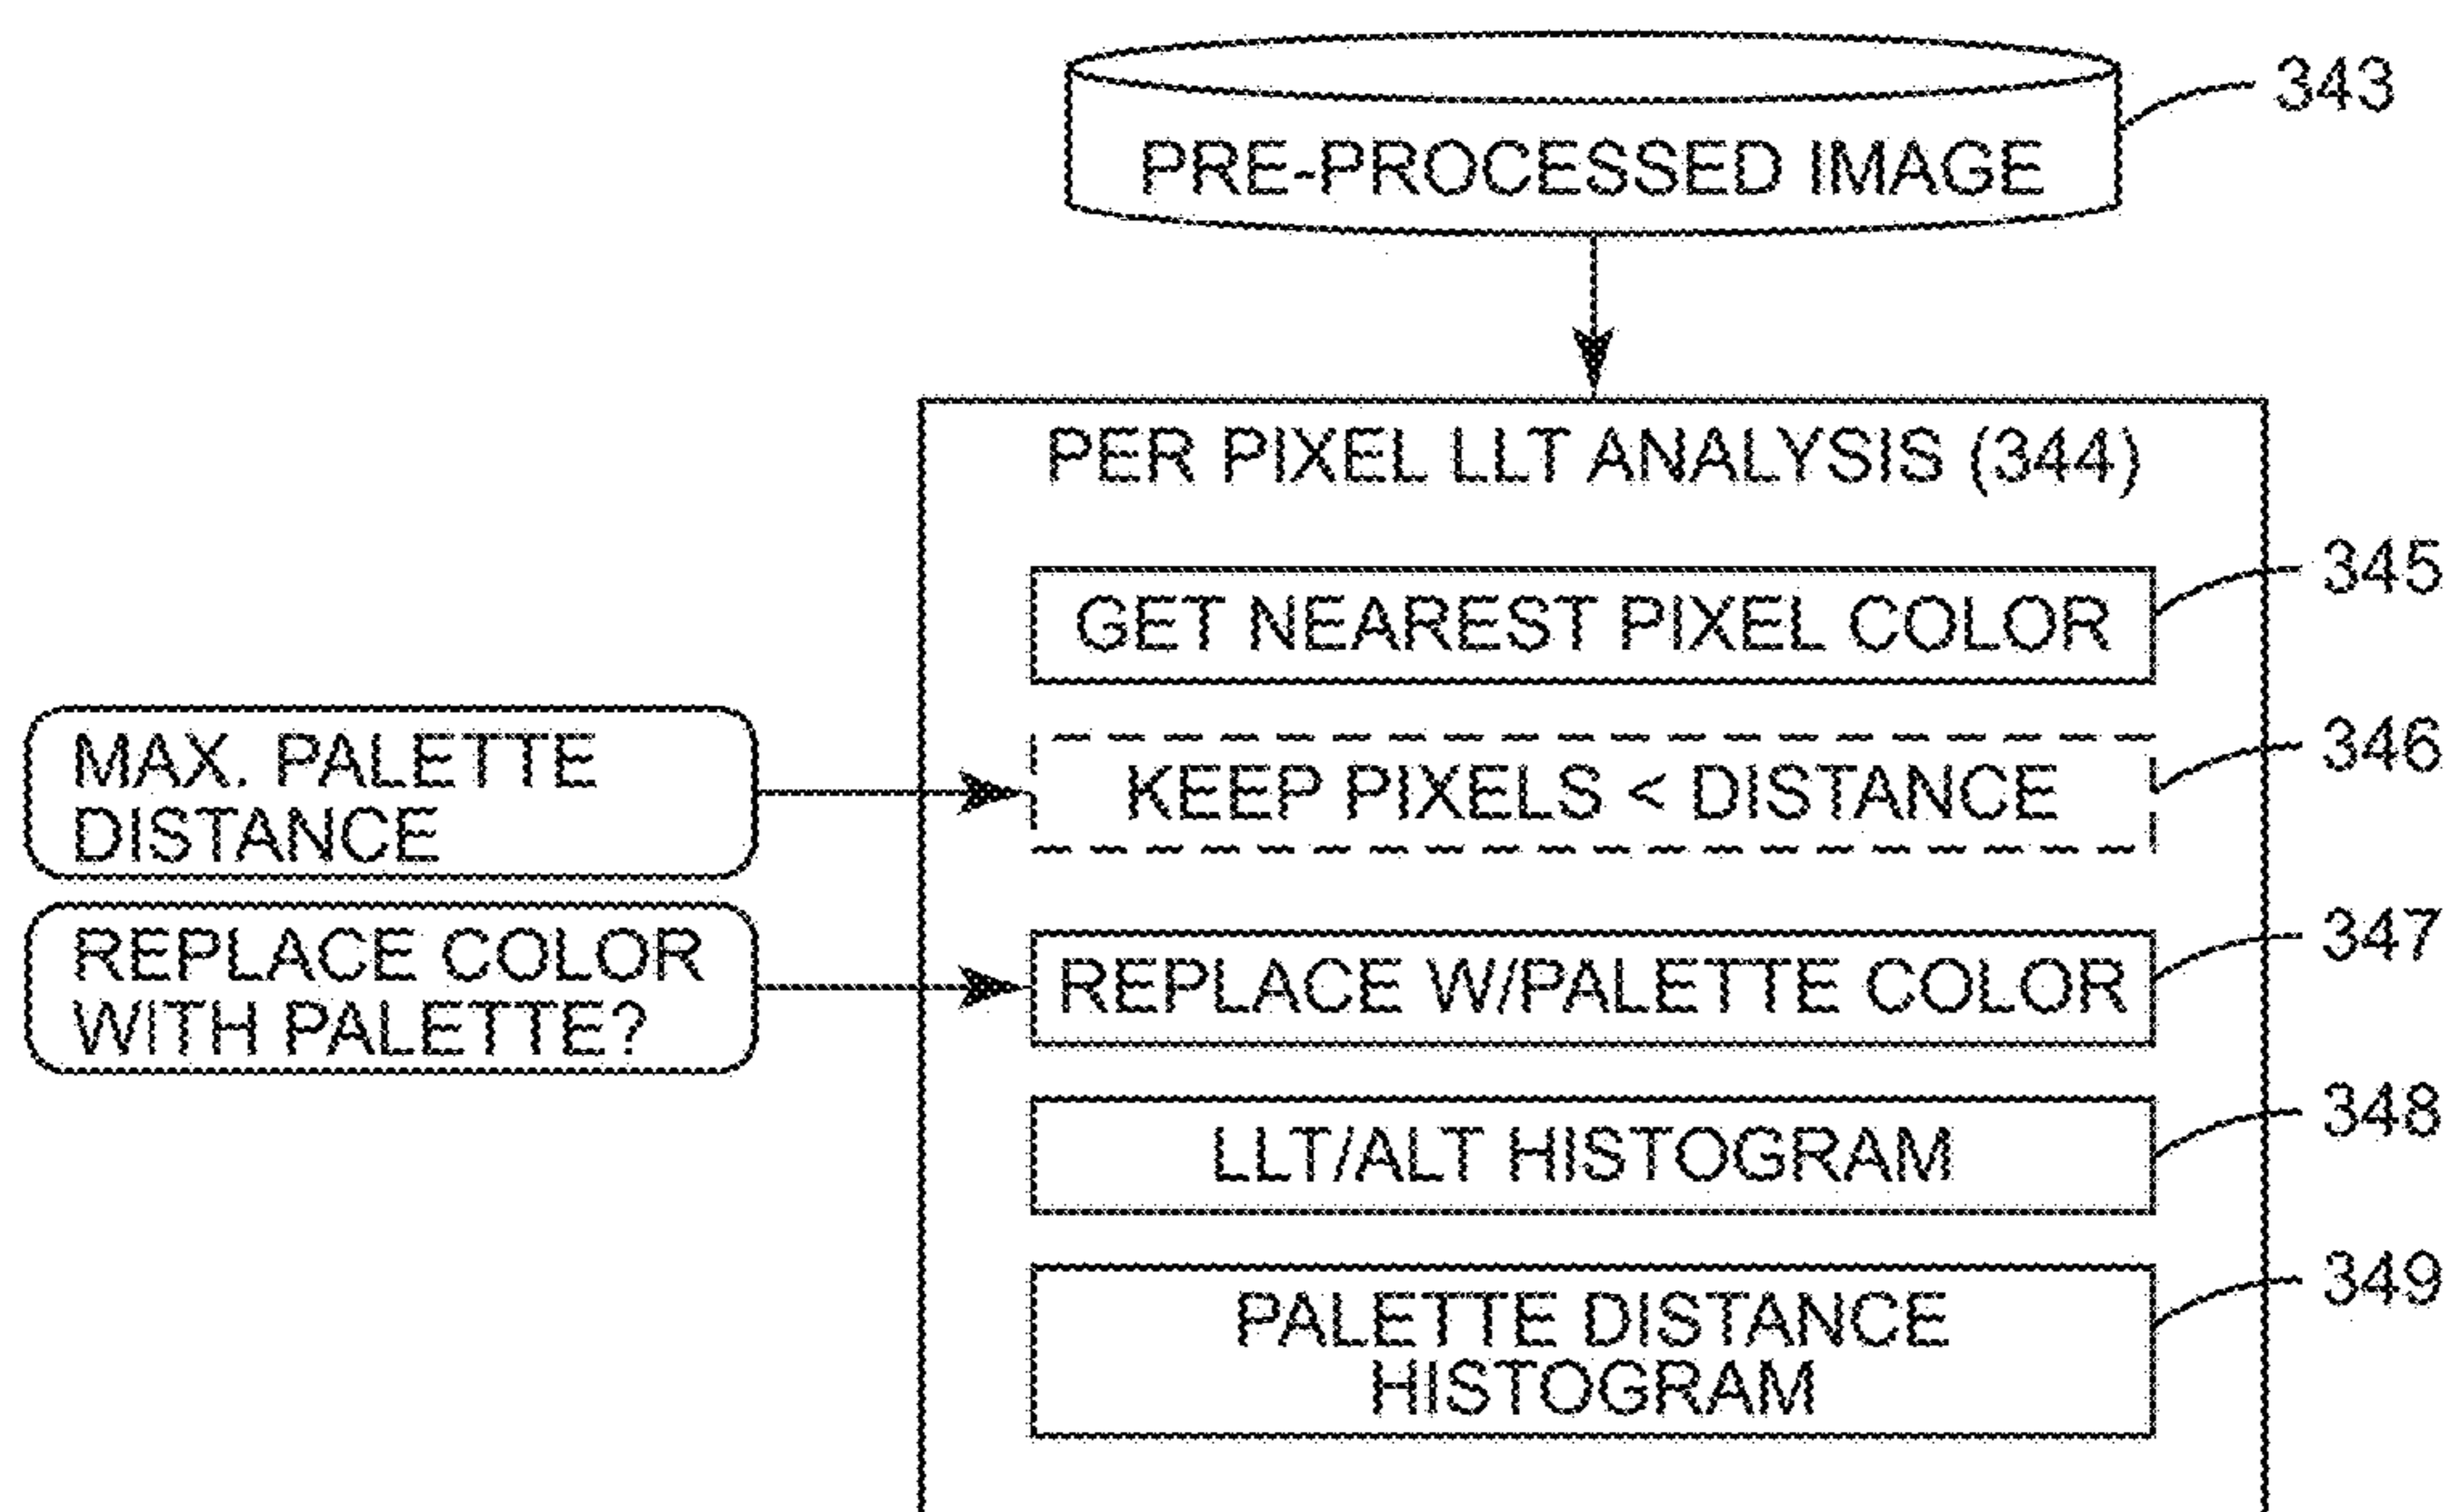 PRE-PROCESSED IMAGE
343
PER PIXEL LLT ANALYSIS (344)
GET NEAREST PIXEL COLOR
345
MAX. PALETTE
DISTANCE
KEEP PIXELS < DISTANCE
346
REPLACE COLOR
WITH PALETTE?
REPLACE W/PALETTE COLOR
347
LLT/ALT HISTOGRAM
348
PALETTE DISTANCE
HISTOGRAM
349